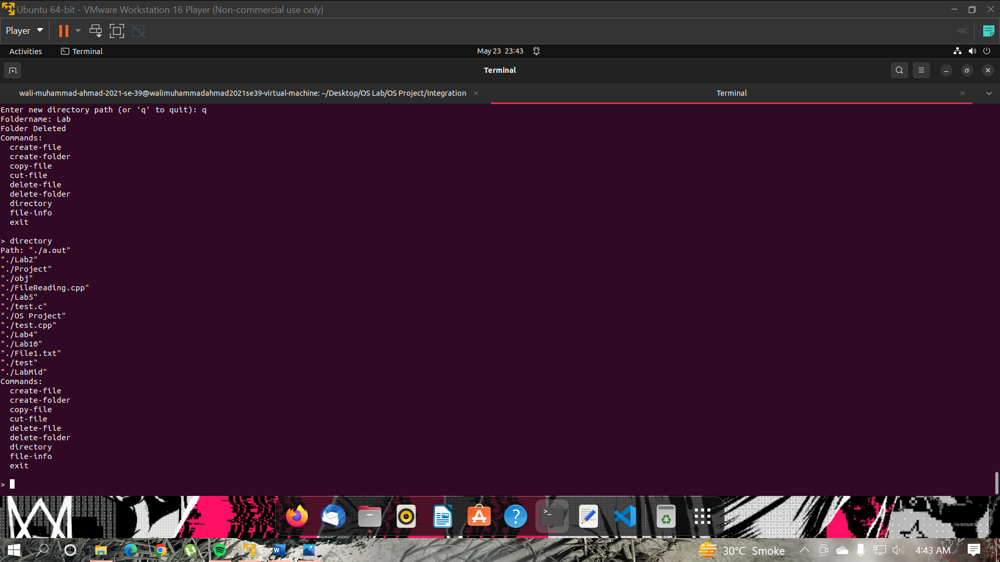 Ubuntu 64-bit - VMware Workstation 16 Player (Non-commercial use only)
Player
Activities
Terminal
May 23 23:43
Terminal
wali-muhammad-ahmad-2021-se-39@walimuhammadahmad2021se39-virtual-machine: ~/Desktop/OS Lab/OS Project/Integration
Terminal
Enter new directory path (or 'q' to quit): q
Foldername: Lab
Folder Deleted
Commands:
  create-file
  create-folder
  copy-file
  cut-file
  delete-file
  delete-folder
  directory
  file-info
  exit
> directory
Path: "./a.out"
"./Lab2"
"./Project"
"./obj"
"./FileReading.cpp"
"./Lab5"
"./test.c"
"./OS Project"
"./test.cpp"
"./Lab4"
"./Lab10"
"./File1.txt"
"./test"
"./LabMid"
Commands:
  create-file
  create-folder
  copy-file
  cut-file
  delete-file
  delete-folder
  directory
  file-info
  exit
>
30°C Smoke
4:43 AM